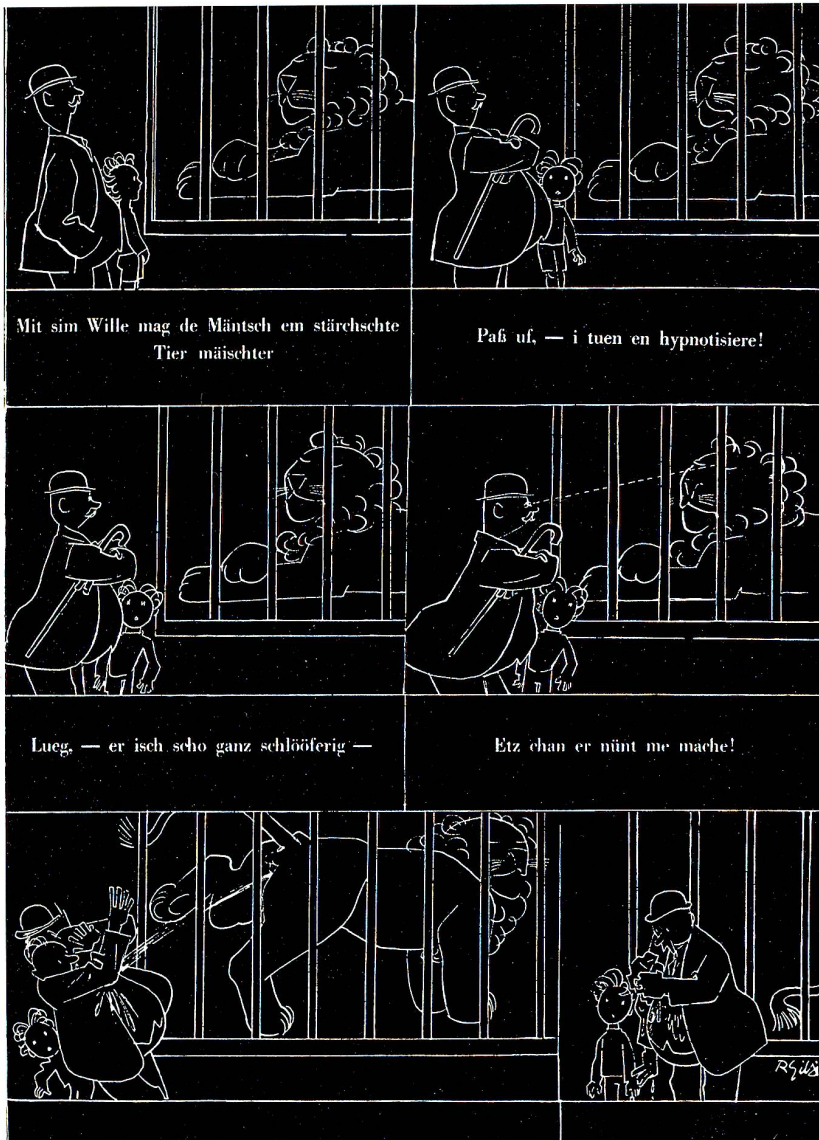 Mit sim Wille mag de Mäntsch em stärchschte
Tier mäischter
Paß uf, — i tuen en hypnotisiere!
Lueg, — er isch scho ganz schlööferig —
Etz chan er nünt me mache!